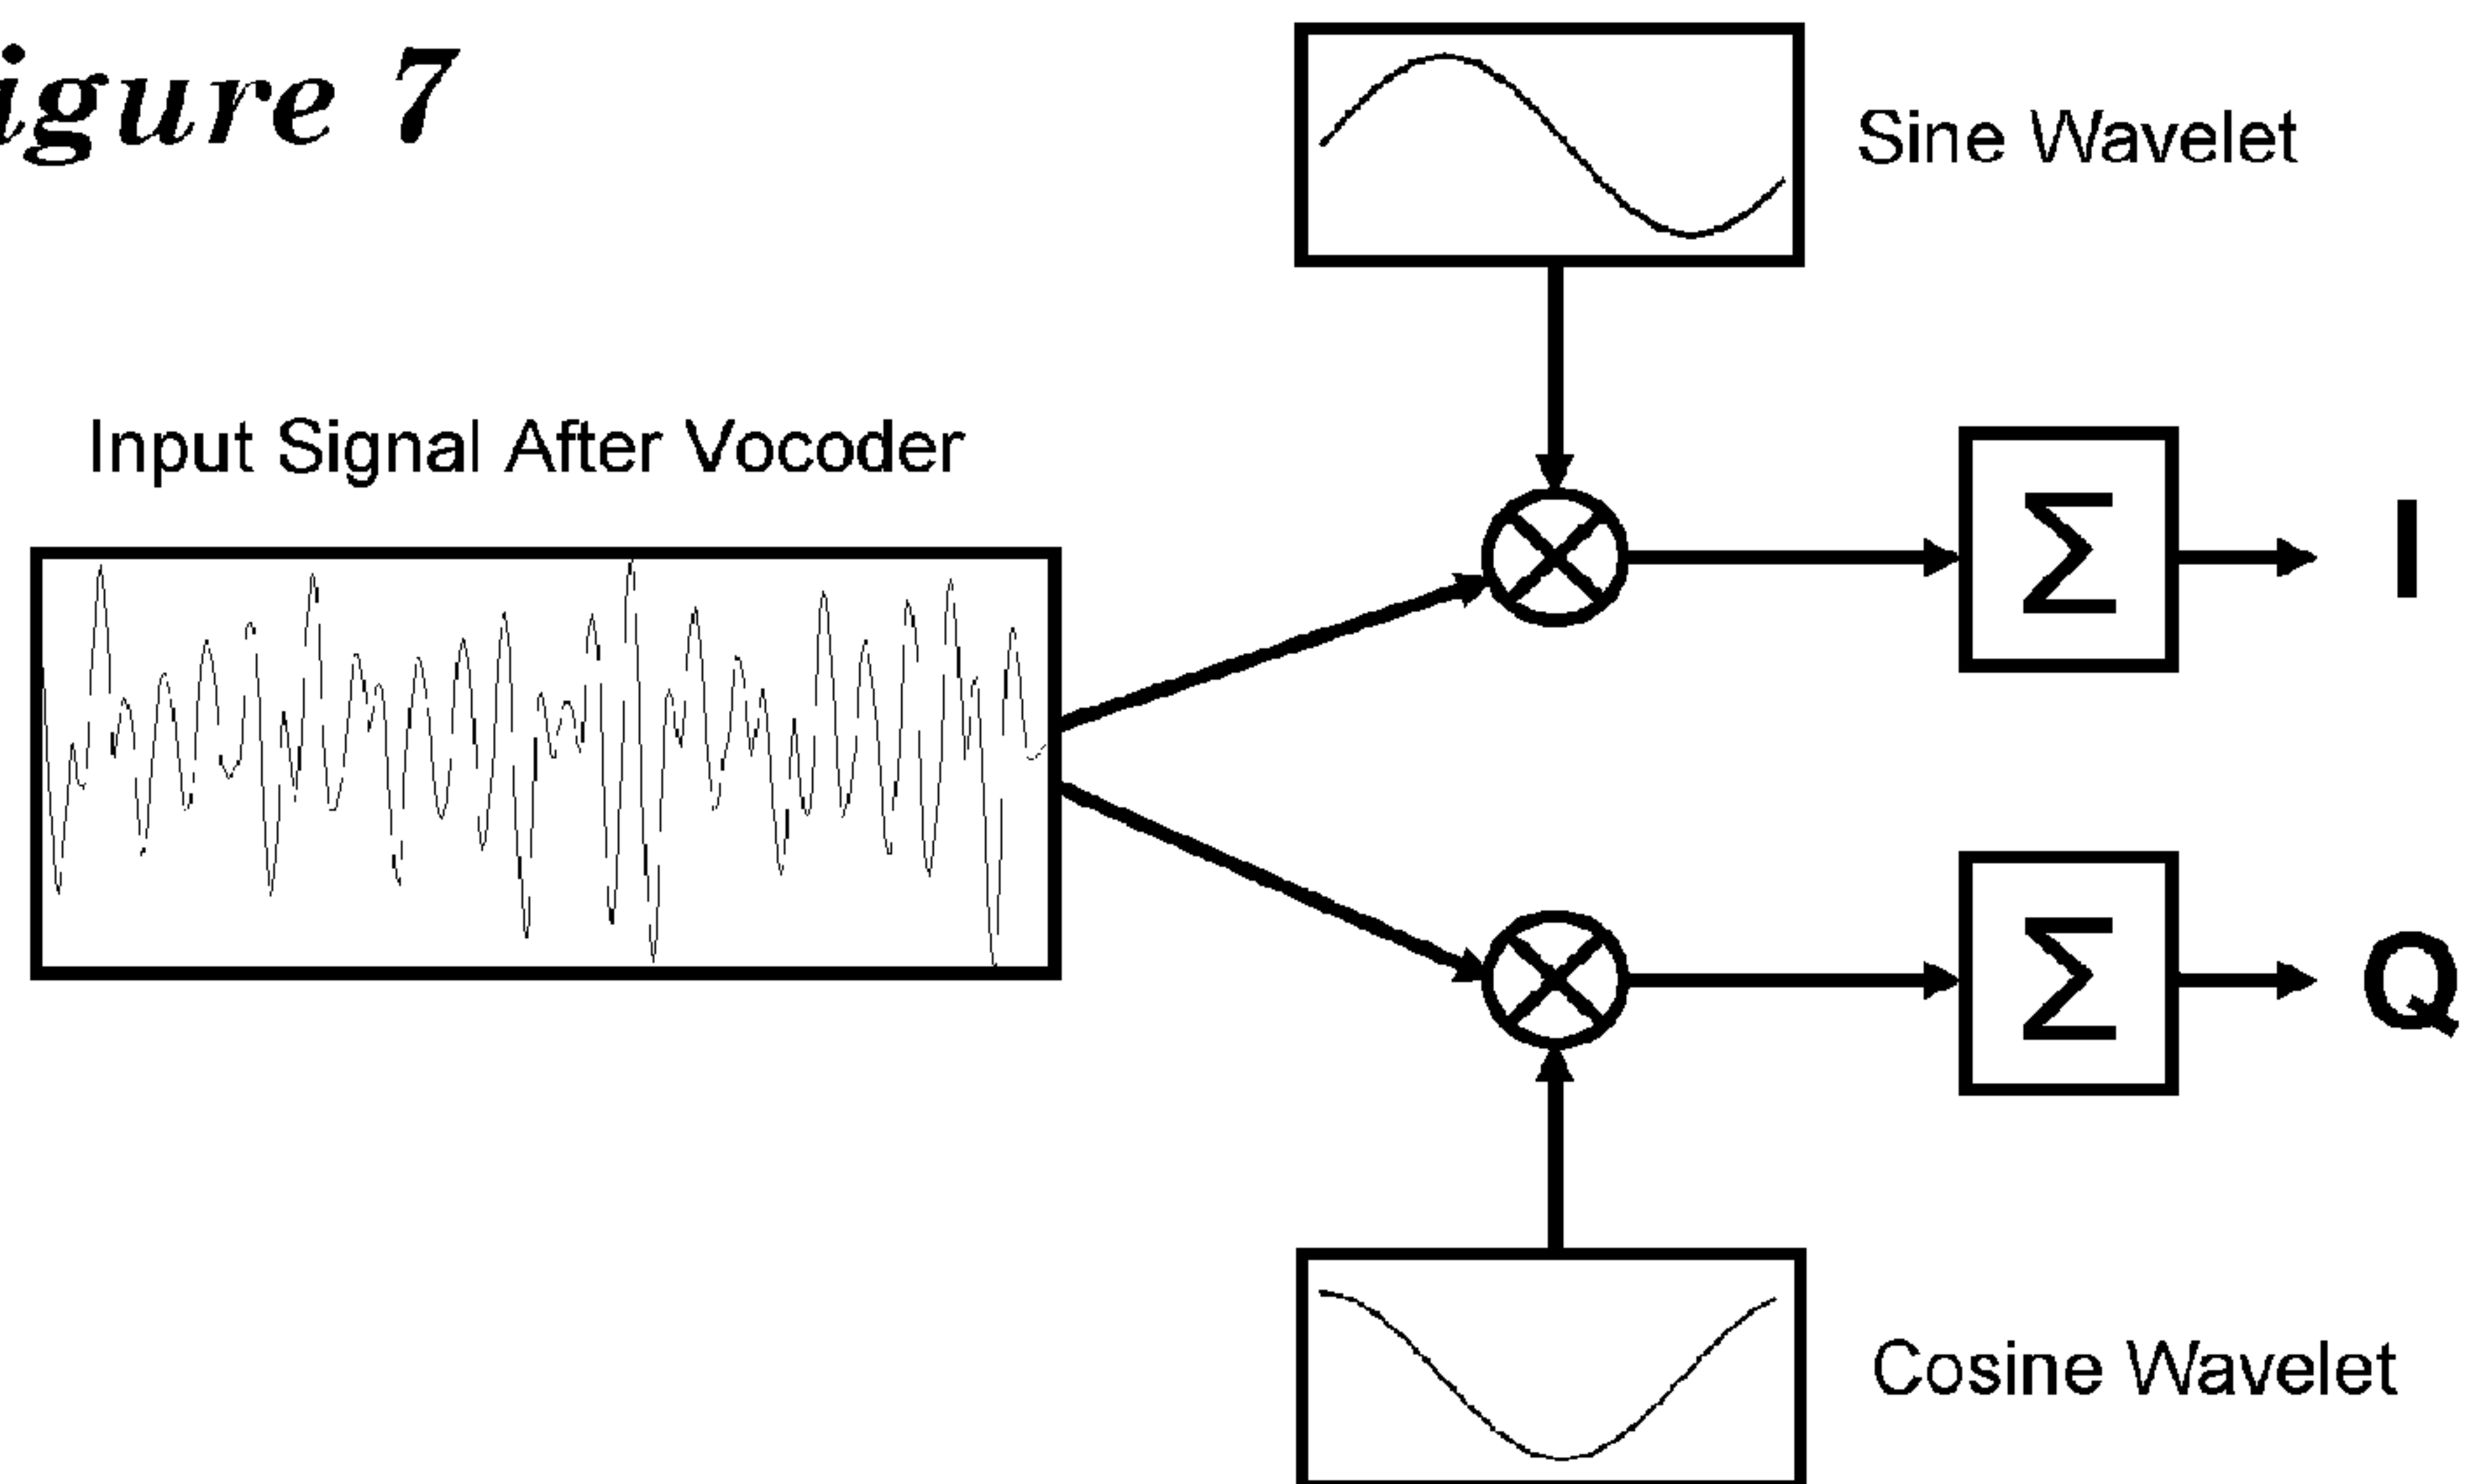 igure 7
Sine Wavelet
Input Signal After Vocoder
Σ
I
Σ
Q
Cosine Wavelet